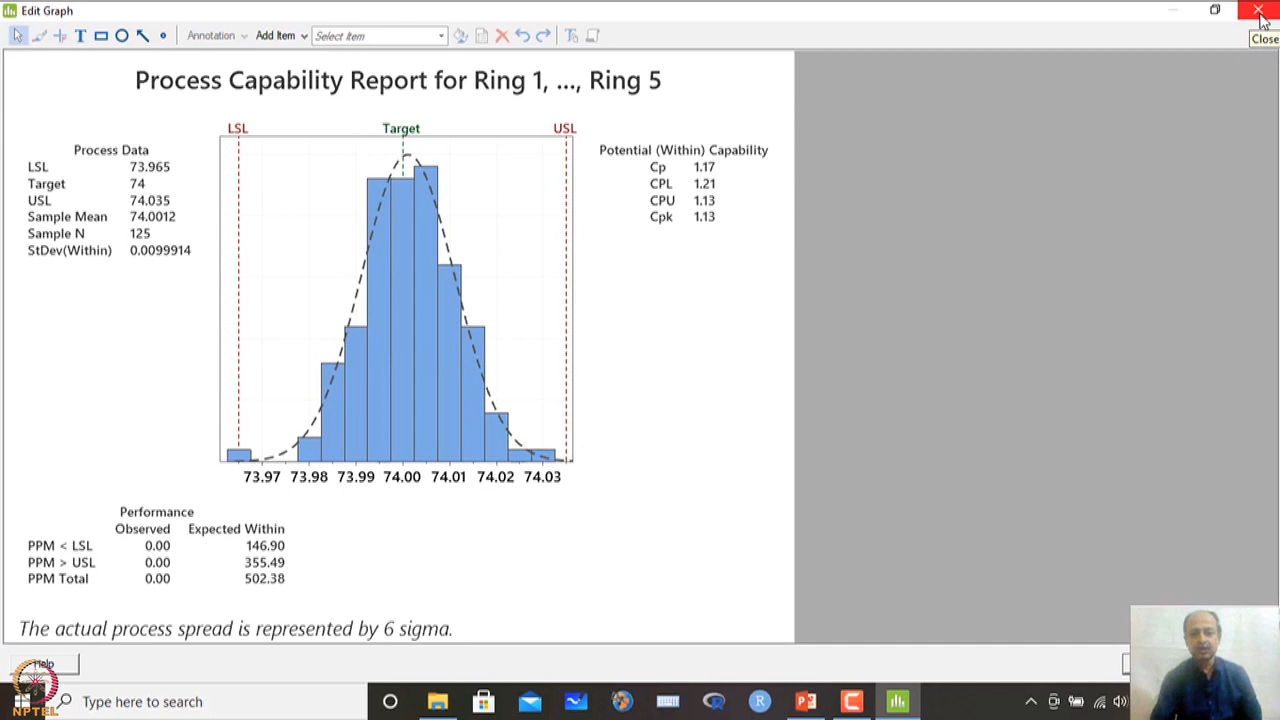 Edit Graph
T Annotation Add Item Select Item T
Close
Process Capability Report for Ring 1, ..., Ring 5
LSL Target USL
Process Data
LSL 73.965
Target 74
USL 74.035
Sample Mean 74.0012
Sample N 125
StDev(Within) 0.0099914
Potential (Within) Capability
Cp 1.17
CPL 1.21
CPU 1.13
Cpk 1.13
73.97 73.98 73.99 74.00 74.01 74.02 74.03
Performance
Observed Expected Within
PPM < LSL 0.00 146.90
PPM > USL 0.00 355.49
PPM Total 0.00 502.38
The actual process spread is represented by 6 sigma.
Help
NPTEL
Type here to search
R